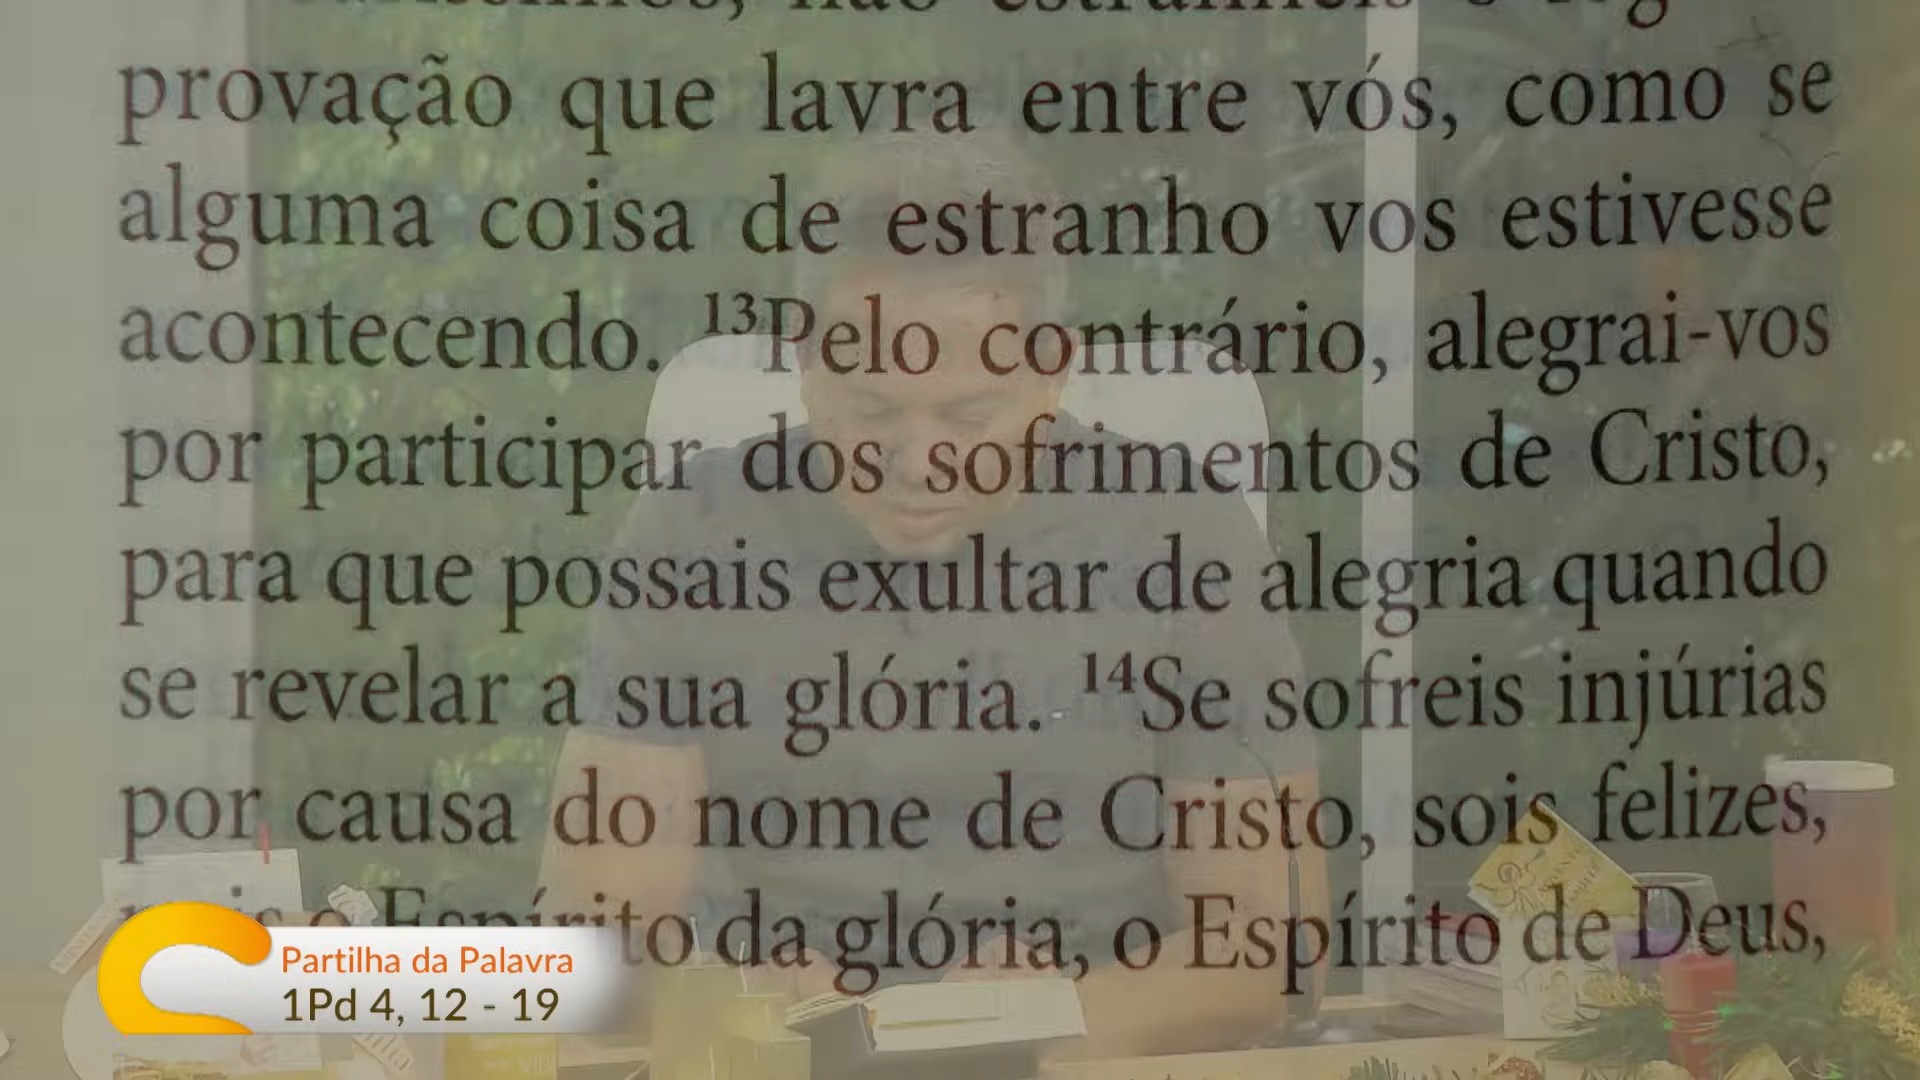 provação que lavra entre vós, como se
alguma coisa de estranho vos estivesse
acontecendo. ¹³Pelo contrário, alegrai-vos
por participar dos sofrimentos de Cristo,
para que possais exultar de alegria quando
se revelar a sua glória. ¹⁴Se sofreis injúrias
por causa do nome de Cristo, sois felizes,
o Espírito da glória, o Espírito de Deus,
Partilha da Palavra
1Pd 4, 12 - 19